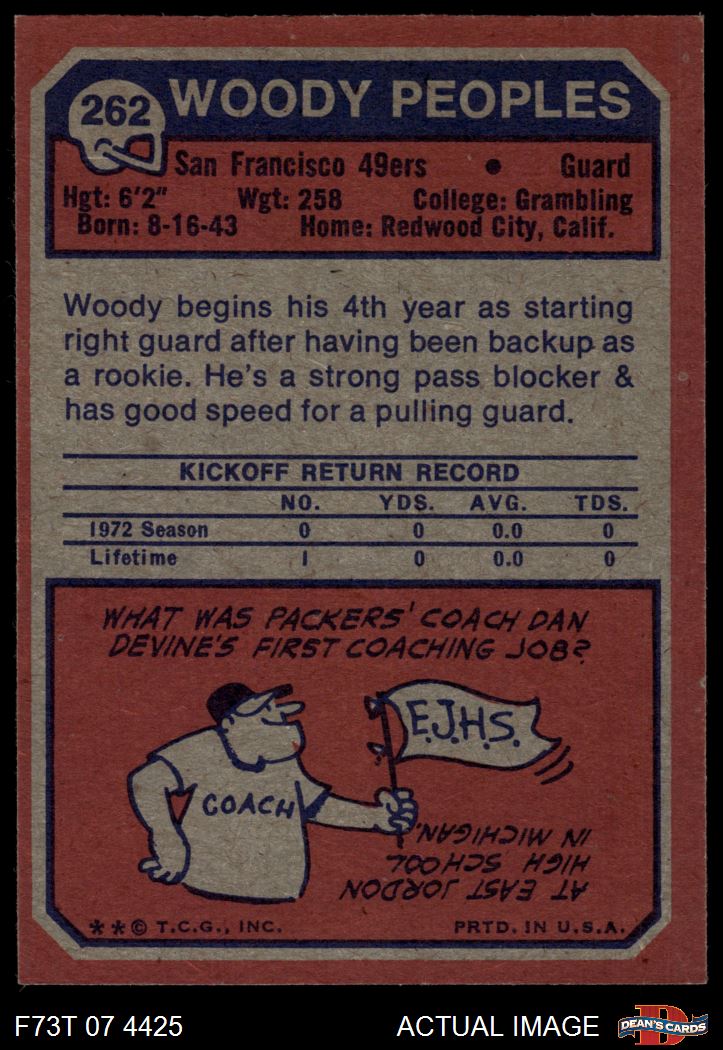 262
WOODY PEOPLES
San Francisco 49ers • Guard
Hgt: 6'2" Wgt: 258 College: Grambling
Born: 8-16-43 Home: Redwood City, Calif.
Woody begins his 4th year as starting
right guard after having been backup as
a rookie. He's a strong pass blocker &
has good speed for a pulling guard.
KICKOFF RETURN RECORD
NO. YDS. AVG. TDS.
1972 Season 0 0 0.0 0
Lifetime 1 0 0.0 0
WHAT WAS PACKERS' COACH DAN
DEVINE'S FIRST COACHING JOB?
E.J.H.S.
COACH
AT EAST JORDON
HIGH SCHOOL
IN MICHIGAN.
**© T.C.G., INC. PRTD. IN U.S.A.
F73T 07 4425 ACTUAL IMAGE
D
DEAN'S CARDS